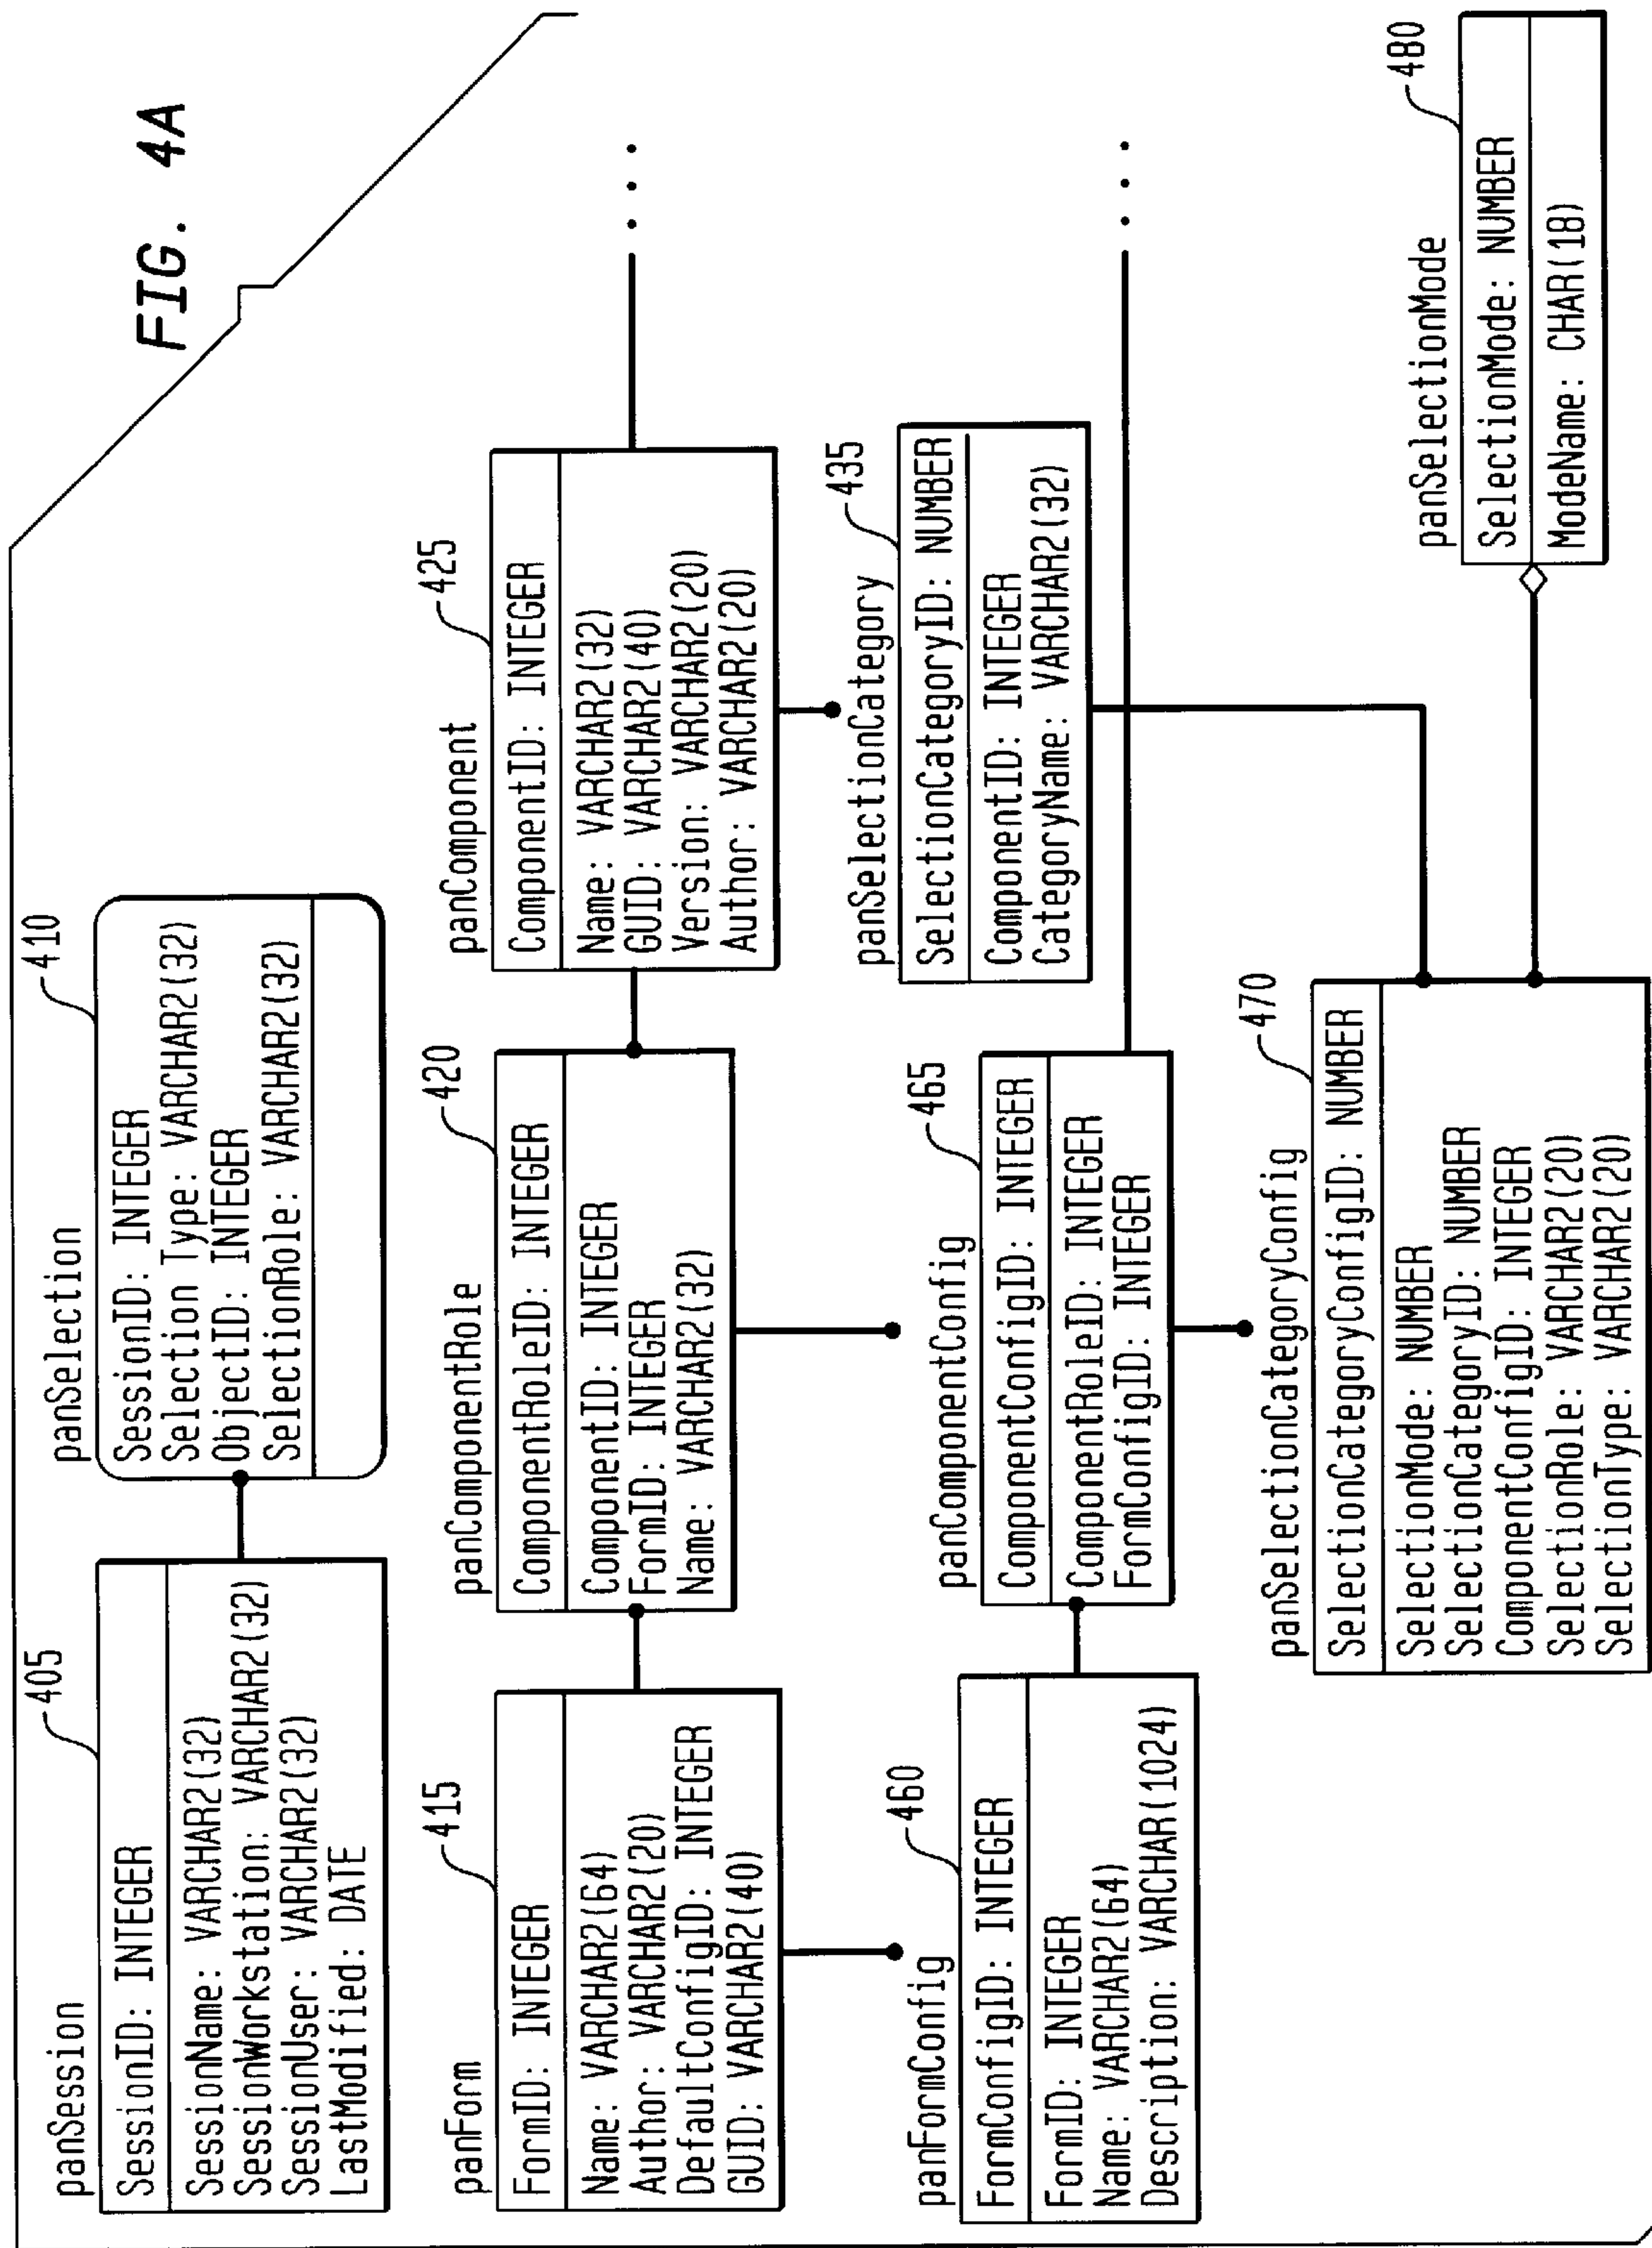 FIG. 4A
panSession
405
SessionID: INTEGER
SessionName: VARCHAR2(32)
SessionWorkstation: VARCHAR2(32)
SessionUser: VARCHAR2(32)
LastModified: DATE
panSelection
410
SessionID: INTEGER
Selection Type: VARCHAR2(32)
ObjectID: INTEGER
SelectionRole: VARCHAR2(32)
panForm
415
FormID: INTEGER
Name: VARCHAR2(64)
Author: VARCHAR2(20)
DefaultConfigID: INTEGER
GUID: VARCHAR2(40)
panComponentRole
420
ComponentRoleID: INTEGER
ComponentID: INTEGER
FormID: INTEGER
Name: VARCHAR2(32)
panComponent
425
ComponentID: INTEGER
Name: VARCHAR2(32)
GUID: VARCHAR2(40)
Version: VARCHAR2(20)
Author: VARCHAR2(20)
. . .
panFormConfig
460
FormConfigID: INTEGER
FormID: INTEGER
Name: VARCHAR2(64)
Description: VARCHAR(1024)
panComponentConfig
465
ComponentConfigID: INTEGER
ComponentRoleID: INTEGER
FormConfigID: INTEGER
panSelectionCategory
435
SelectionCategoryID: NUMBER
ComponentID: INTEGER
CategoryName: VARCHAR2(32)
. . .
panSelectionCategoryConfig
470
SelectionCategoryConfigID: NUMBER
SelectionMode: NUMBER
SelectionCategoryID: NUMBER
ComponentConfigID: INTEGER
SelectionRole: VARCHAR2(20)
SelectionType: VARCHAR2(20)
panSelectionMode
480
SelectionMode: NUMBER
ModeName: CHAR(18)